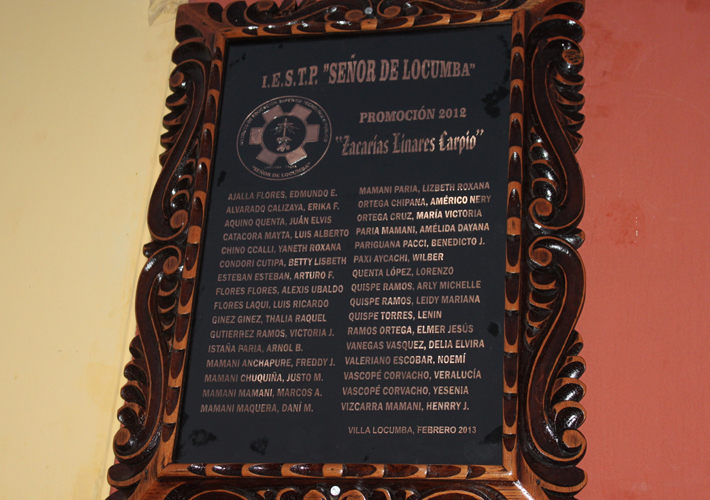 I.E.S.T.P. "SEÑOR DE LOCUMBA"
PROMOCIÓN 2012
"Zacarías Linares Carpio"
"SEÑOR DE LOCUMBA"
AJALLA FLORES, EDMUNDO E.
ALVARADO CALIZAYA, ERIKA F.
AQUINO QUENTA, JUÁN ELVIS
CATACORA MAYTA, LUIS ALBERTO
CHINO CCALLI, YANETH ROXANA
CONDORI CUTIPA, BETTY LISBETH
ESTEBAN ESTEBAN, ARTURO F.
FLORES FLORES, ALEXIS UBALDO
FLORES LAQUI, LUIS RICARDO
GINEZ GINEZ, THALIA RAQUEL
GUTIERREZ RAMOS, VICTORIA J.
ISTAÑA PARIA, ARNOL B.
MAMANI ANCHAPURE, FREDDY J.
MAMANI CHUQUIÑA, JUSTO M.
MAMANI MAMANI, MARCOS A.
MAMANI MAQUERA, DANÍ M.
MAMANI PARIA, LIZBETH ROXANA
ORTEGA CHIPANA, AMÉRICO NERY
ORTEGA CRUZ, MARÍA VICTORIA
PARIA MAMANI, AMÉLIDA DAYANA
PARIGUANA PACCI, BENEDICTO J.
PAXI AYCACHI, WILBER
QUENTA LÓPEZ, LORENZO
QUISPE RAMOS, ARLY MICHELLE
QUISPE RAMOS, LEIDY MARIANA
QUISPE TORRES, LENIN
RAMOS ORTEGA, ELMER JESÚS
VANEGAS VASQUEZ, DELIA ELVIRA
VALERIANO ESCOBAR, NOEMÍ
VASCOPÉ CORVACHO, VERALUCÍA
VASCOPÉ CORVACHO, YESENIA
VIZCARRA MAMANI, HENRRY J.
VILLA LOCUMBA, FEBRERO 2013